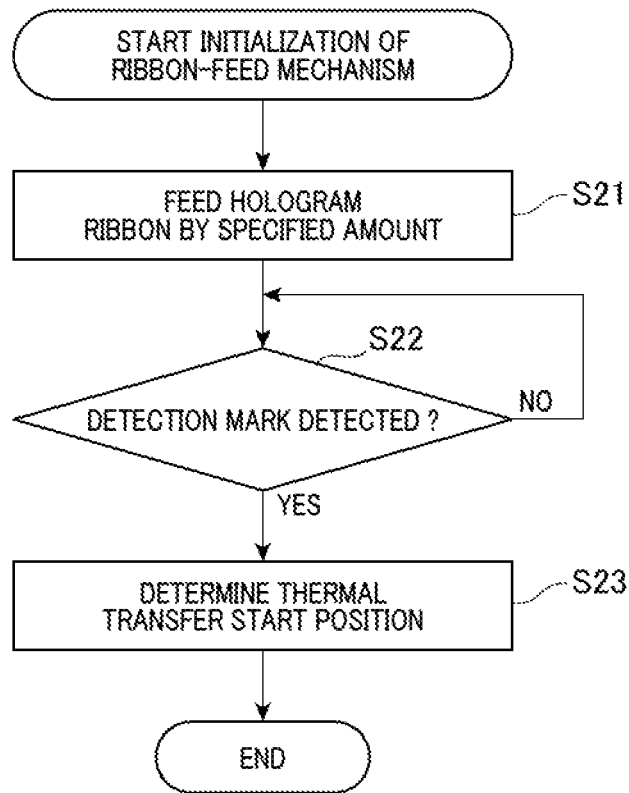 START INITIALIZATION OF
RIBBON-FEED MECHANISM
FEED HOLOGRAM
RIBBON BY SPECIFIED AMOUNT
S21
S22
DETECTION MARK DETECTED ?
NO
YES
DETERMINE THERMAL
TRANSFER START POSITION
S23
END